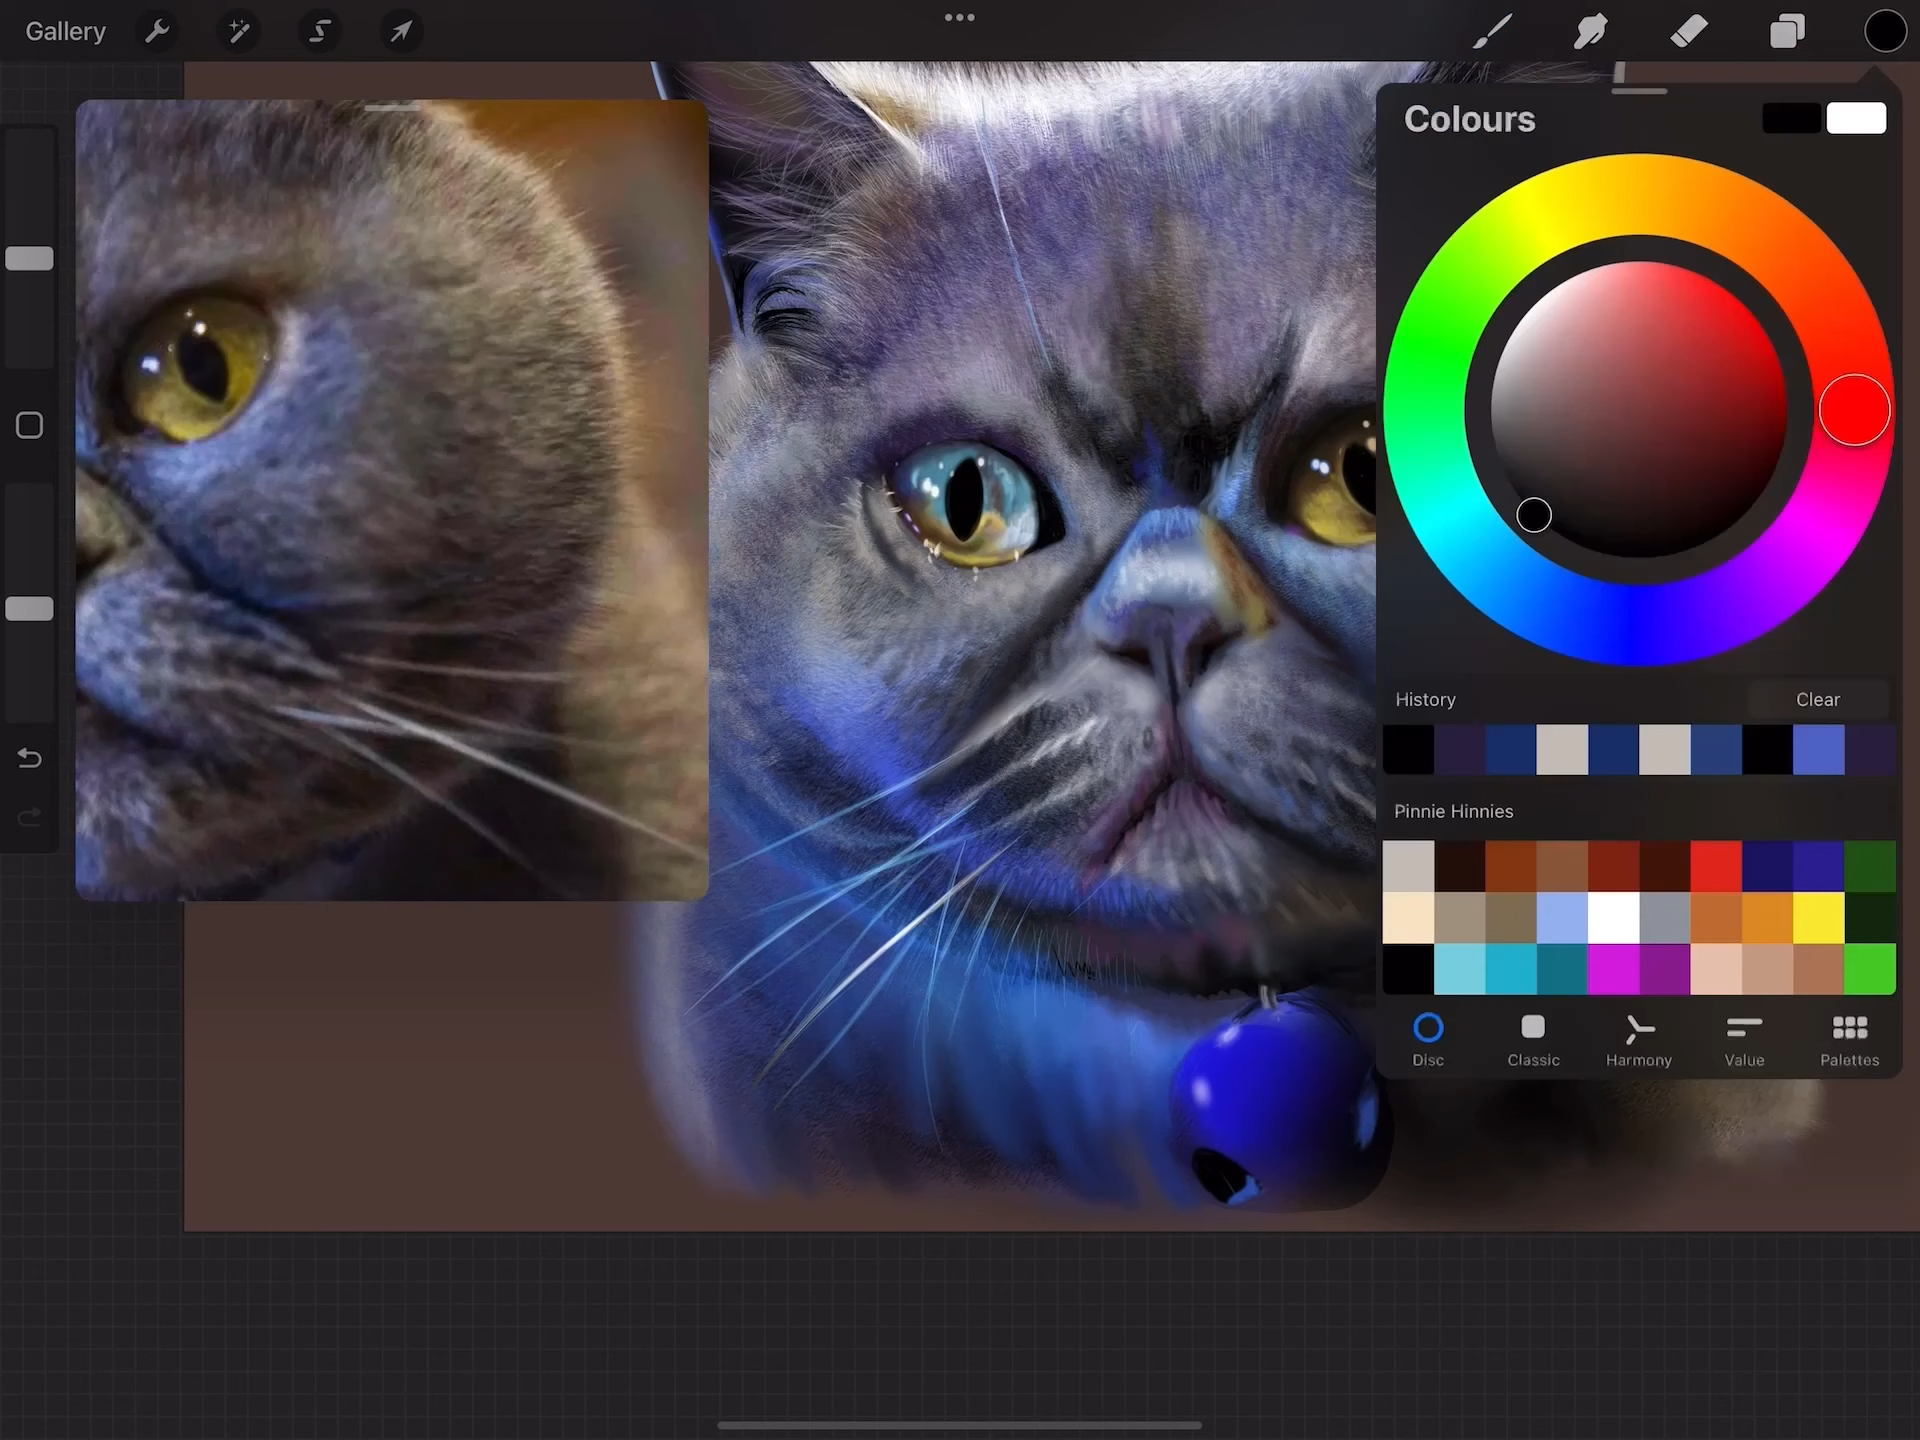 Gallery
Colours
History Clear
Pinnie Hinnies
Disc Classic Harmony Value Palettes